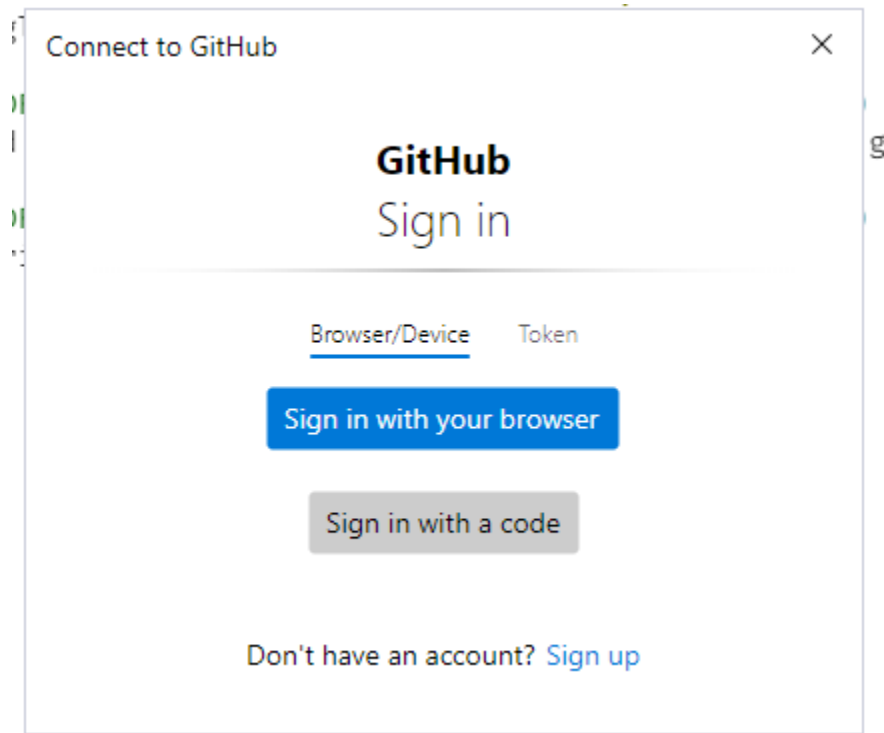 Connect to GitHub
GitHub
Sign in
Browser/Device Token
Sign in with your browser
Sign in with a code
Don't have an account? Sign up